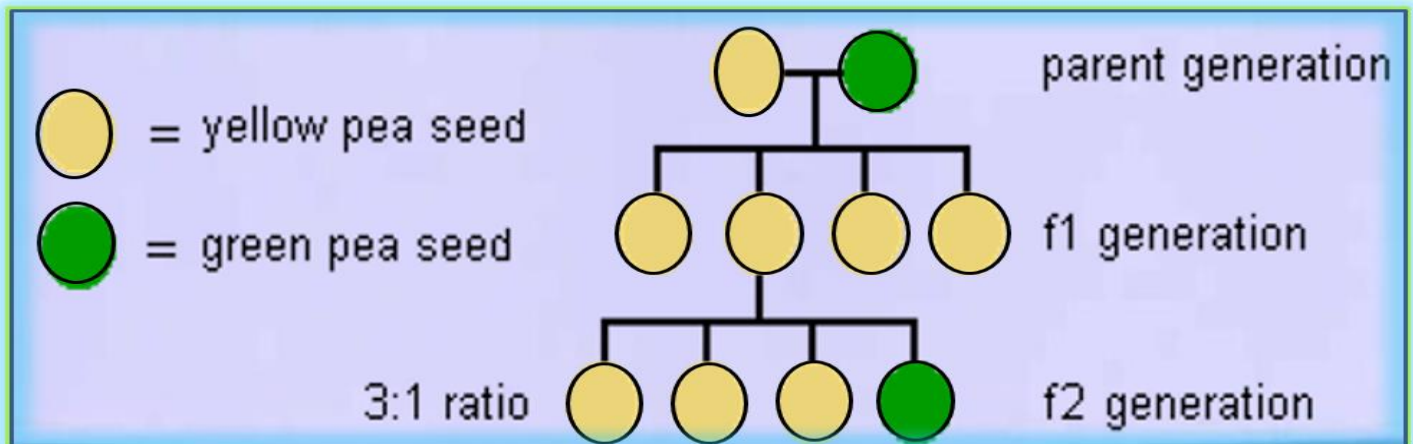 parent generation
= yellow pea seed
= green pea seed
f1 generation
3:1 ratio
f2 generation